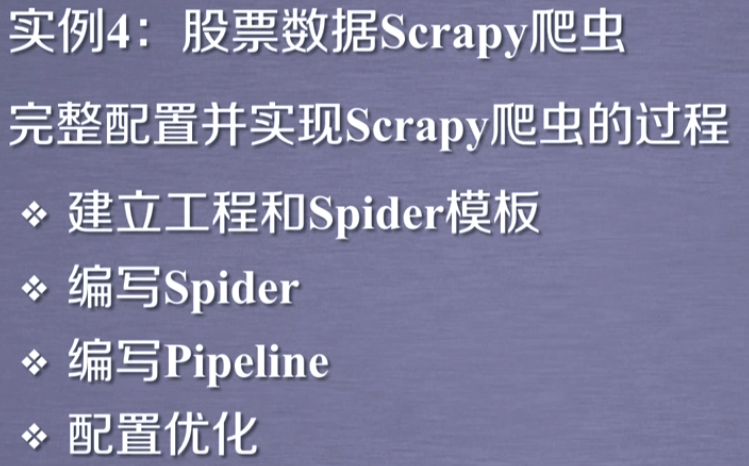 实例4：股票数据Scrapy爬虫
完整配置并实现Scrapy爬虫的过程
❖ 建立工程和Spider模板
❖ 编写Spider
❖ 编写Pipeline
❖ 配置优化